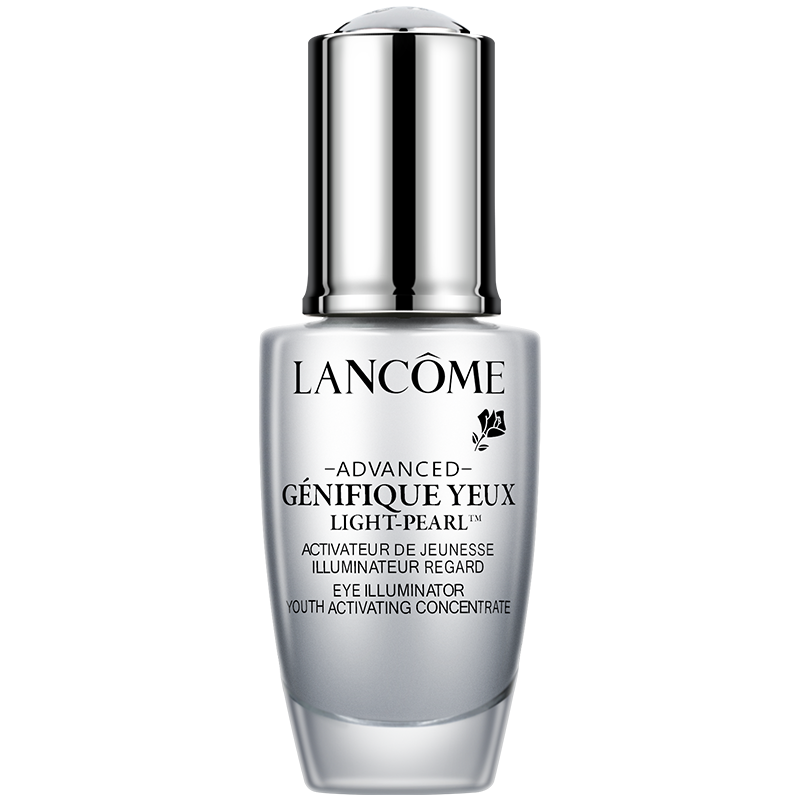 LANCÔME
–ADVANCED–
GÉNIFIQUE YEUX
LIGHT-PEARL™
ACTIVATEUR DE JEUNESSE
ILLUMINATEUR REGARD
EYE ILLUMINATOR
YOUTH ACTIVATING CONCENTRATE